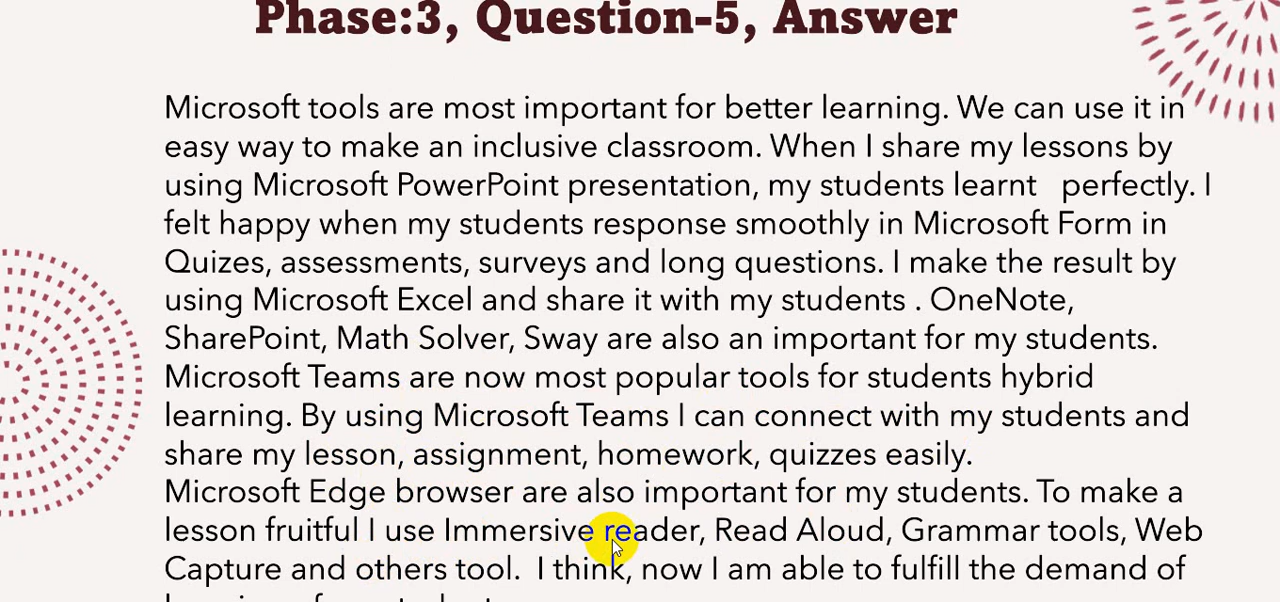 Phase:3, Question-5, Answer
Microsoft tools are most important for better learning. We can use it in
easy way to make an inclusive classroom. When I share my lessons by
using Microsoft PowerPoint presentation, my students learnt perfectly. I
felt happy when my students response smoothly in Microsoft Form in
Quizes, assessments, surveys and long questions. I make the result by
using Microsoft Excel and share it with my students . OneNote,
SharePoint, Math Solver, Sway are also an important for my students.
Microsoft Teams are now most popular tools for students hybrid
learning. By using Microsoft Teams I can connect with my students and
share my lesson, assignment, homework, quizzes easily.
Microsoft Edge browser are also important for my students. To make a
lesson fruitful I use Immersive reader, Read Aloud, Grammar tools, Web
Capture and others tool. I think, now I am able to fulfill the demand of